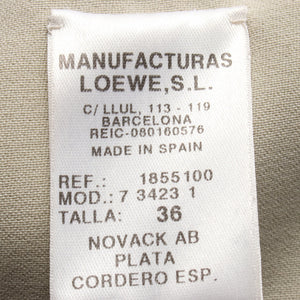 MANUFACTURAS
LOEWE,S.L.
C/ LLUL, 113 - 119
BARCELONA
REIC-080160576
MADE IN SPAIN
REF.: 1855100
MOD.: 7 3423 1
TALLA: 36
NOVACK AB
PLATA
CORDERO ESP.